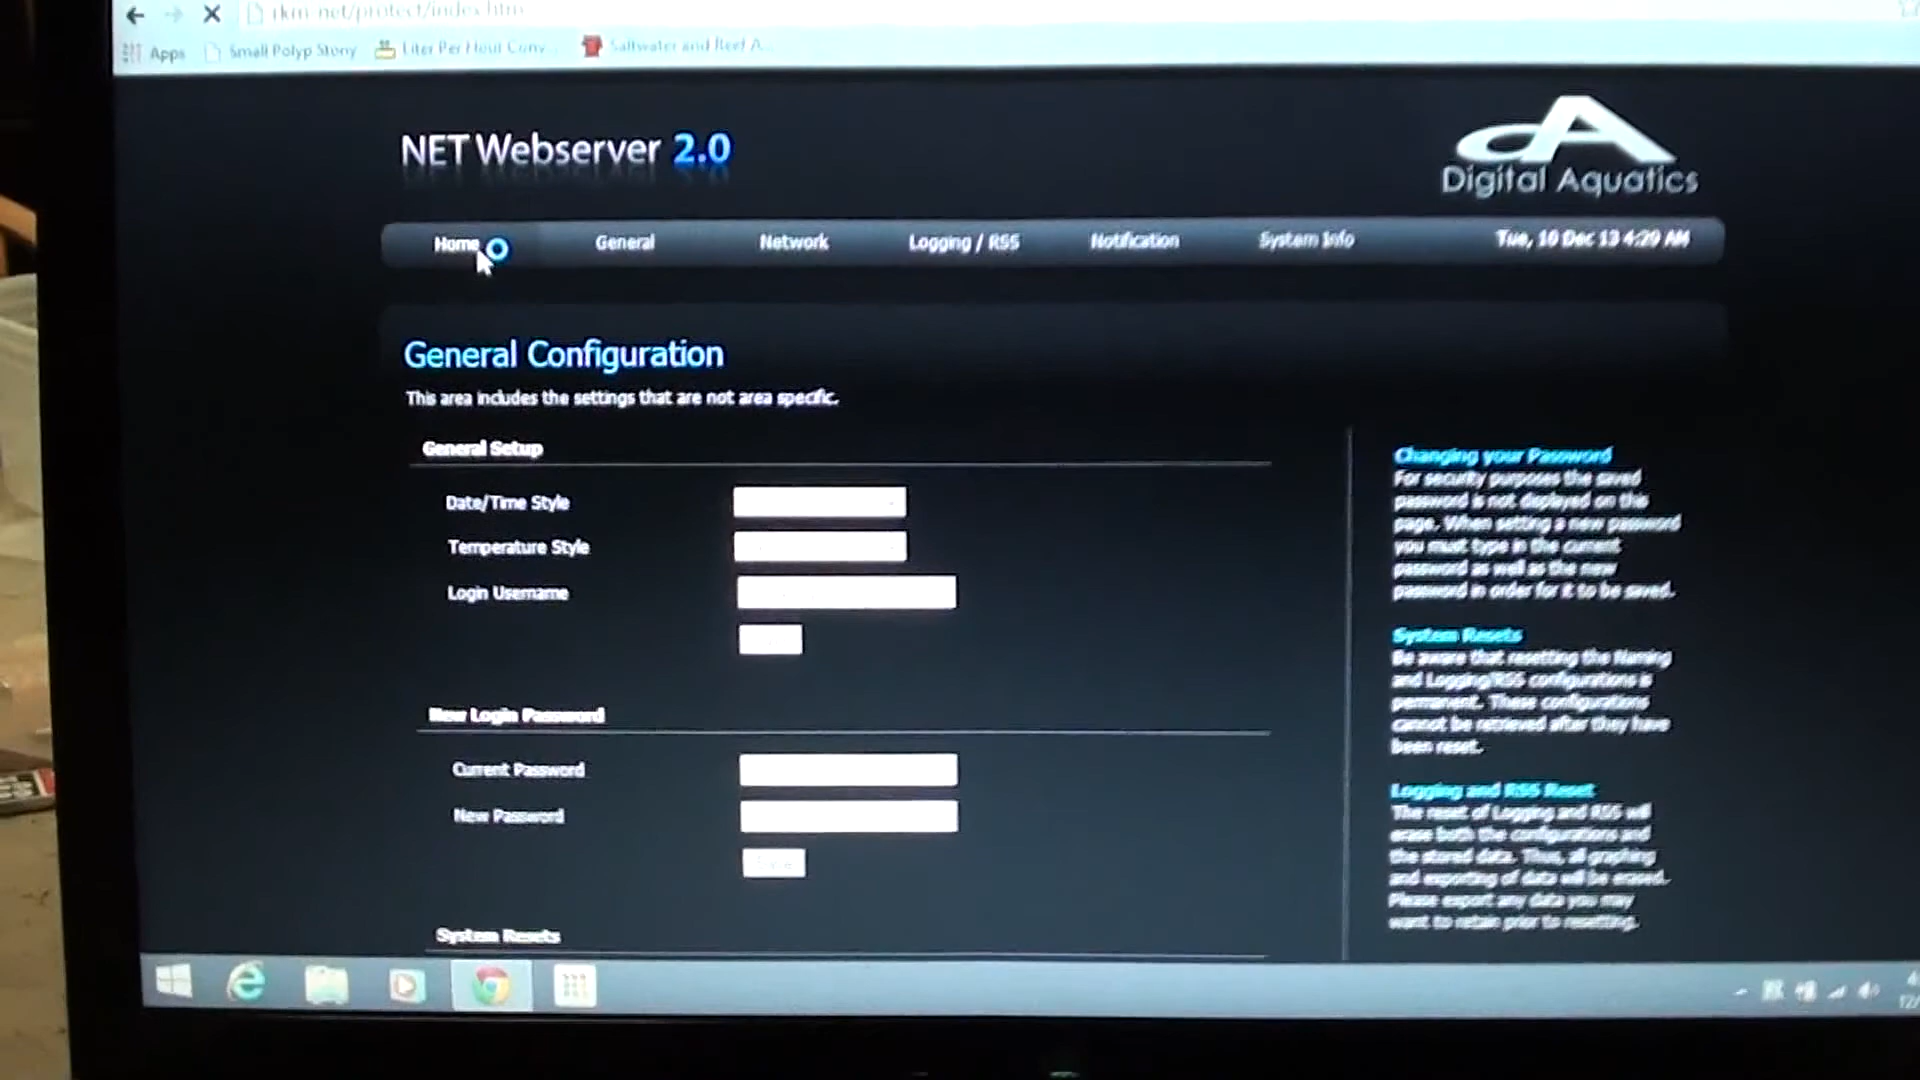 Apps
Small Polyp Stony
Liter Per Hour Conv...
Saltwater and Reef A...
NET Webserver 2.0
Digital Aquatics
Home
General
Network
Logging / RSS
Notification
System Info
Tue, 10 Dec 13 4:29 AM
General Configuration
This area includes the settings that are not area specific.
General Setup
Date/Time Style
Temperature Style
Login Username
New Login Password
Current Password
New Password
System Resets
Changing your Password
For security purposes the saved
password is not displayed on this
page. When setting a new password
you must type in the current
password as well as the new
password in order for it to be saved.
System Resets
Be aware that resetting the Naming
and Logging/RSS configurations is
permanent. These configurations
cannot be retrieved after they have
been reset.
Logging and RSS Reset
The reset of Logging and RSS will
erase both the configurations and
the stored data. Thus, all graphing
and exporting of data will be erased.
Please export any data you may
want to retain prior to resetting.